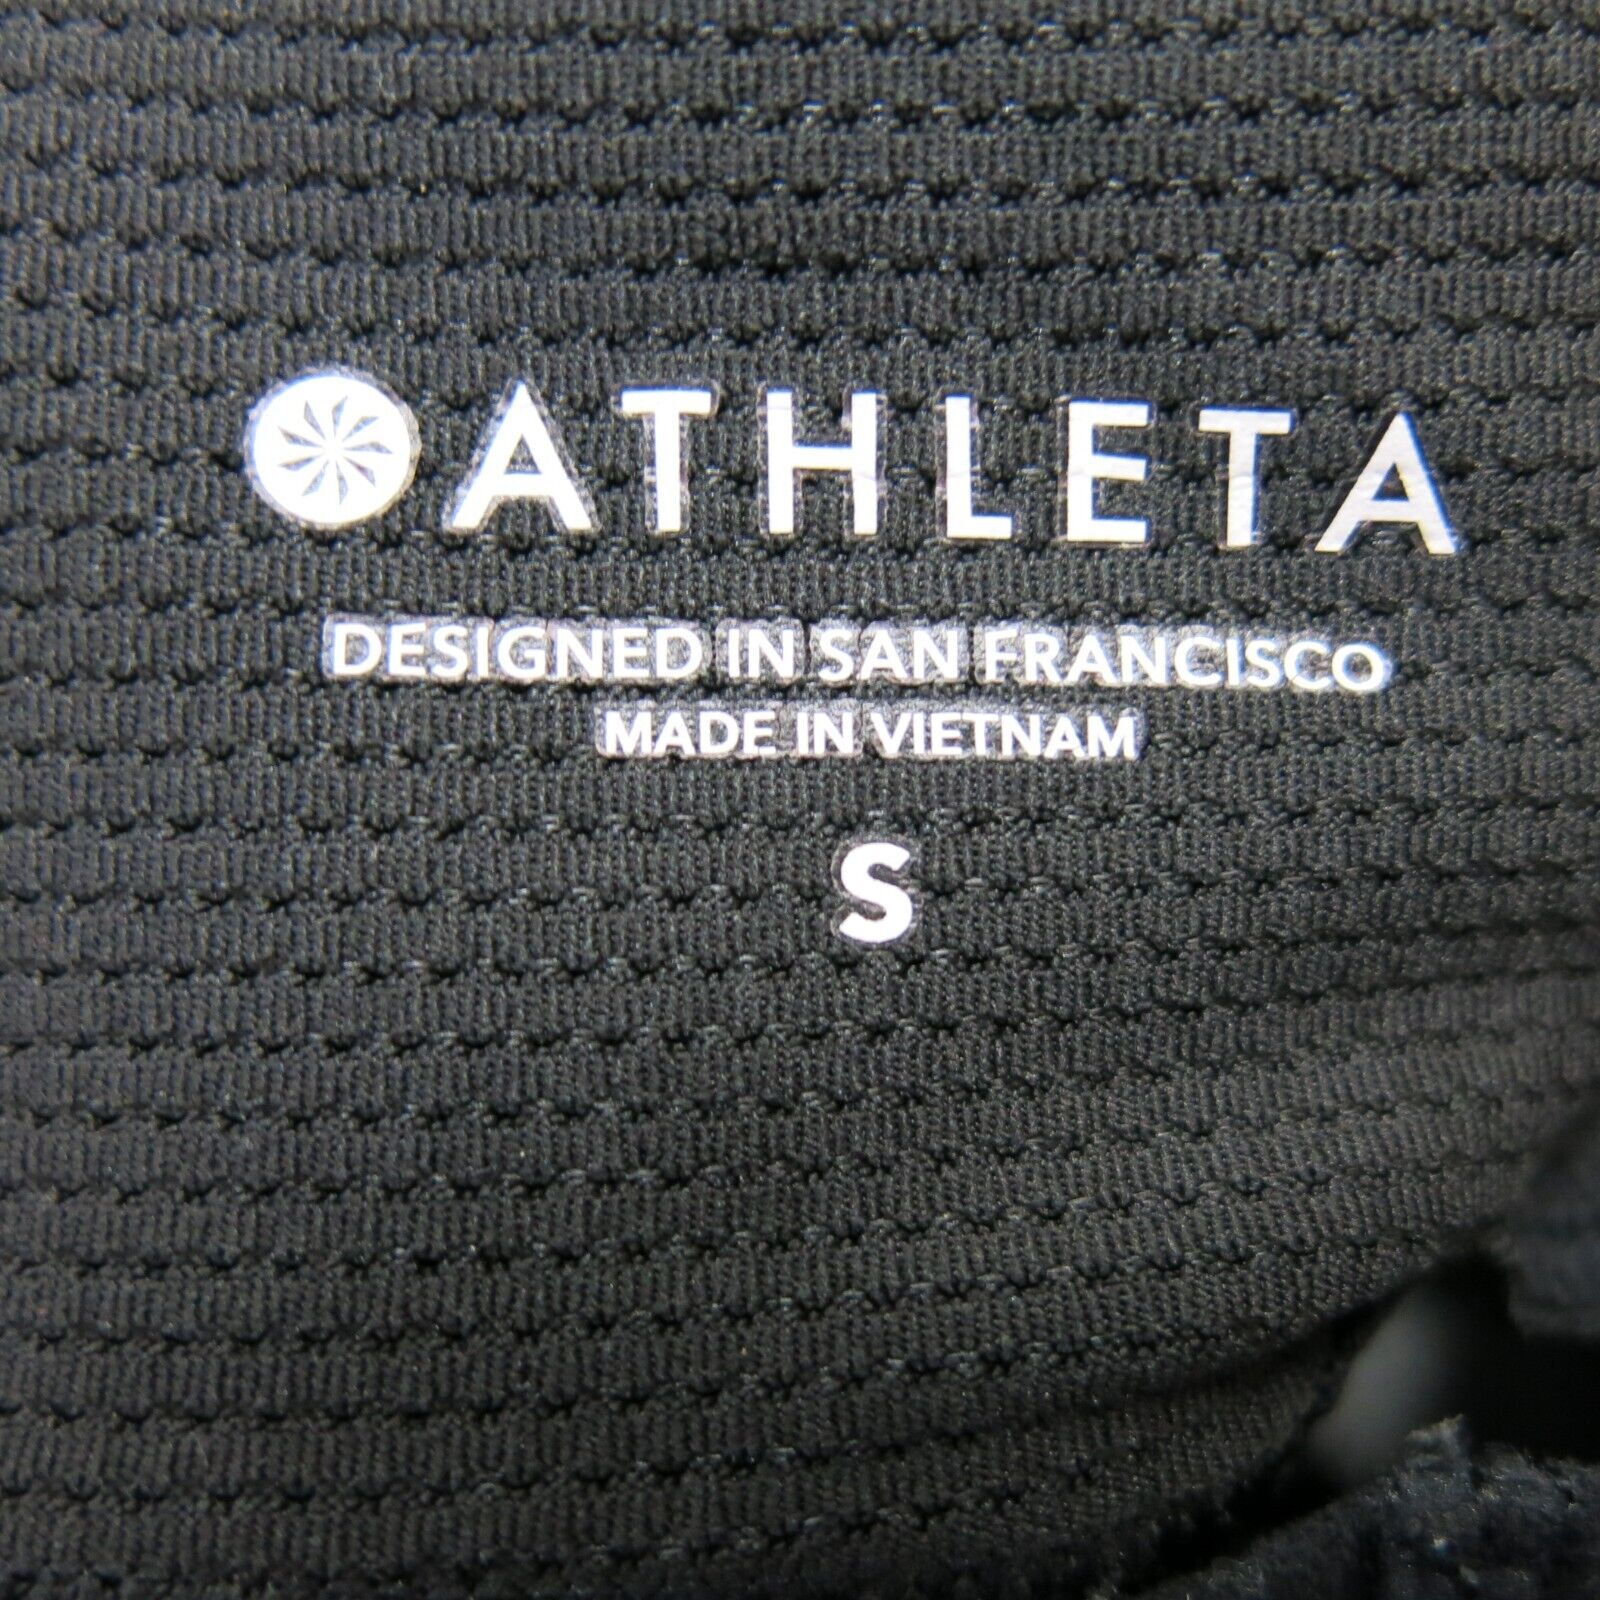 ATHLETA
DESIGNED IN SAN FRANCISCO
MADE IN VIETNAM
S